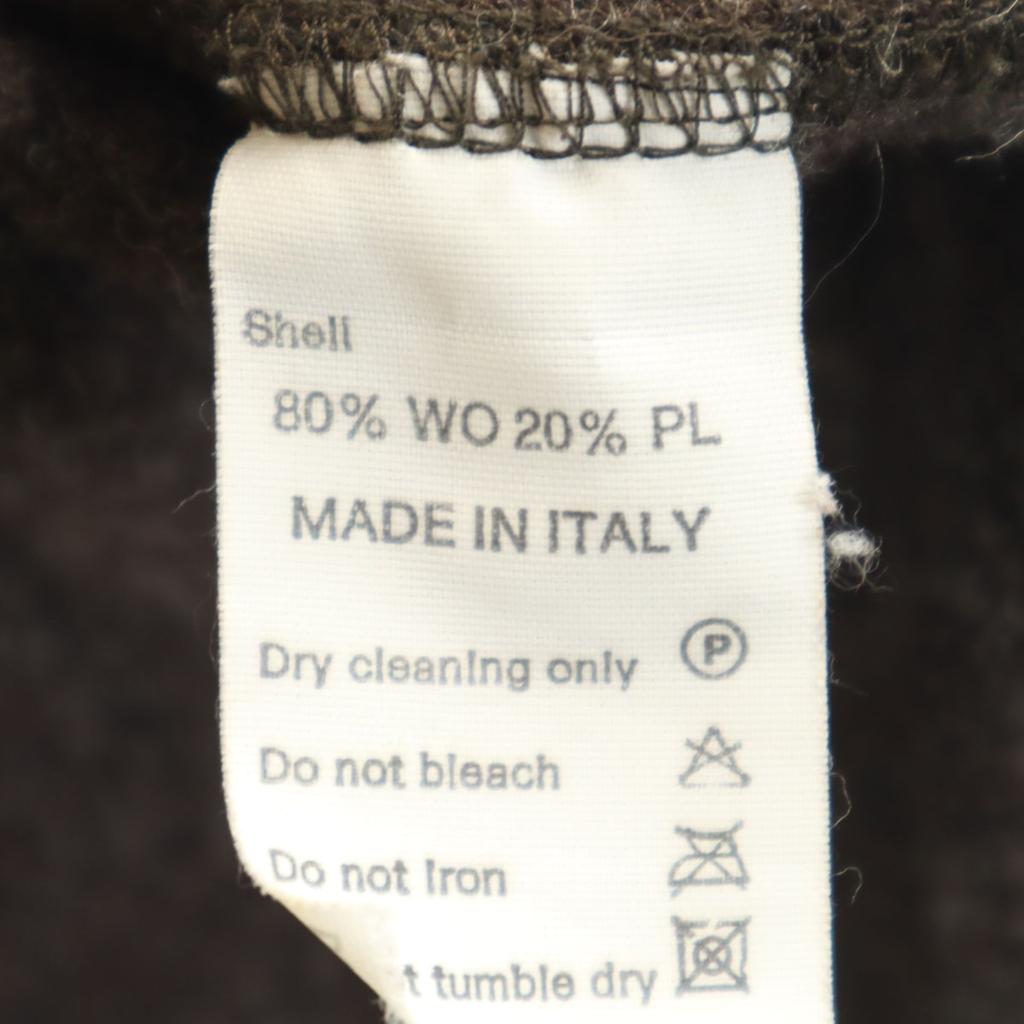 Shell
80% WO 20% PL
MADE IN ITALY
Dry cleaning only P
Do not bleach
Do not Iron
t tumble dry